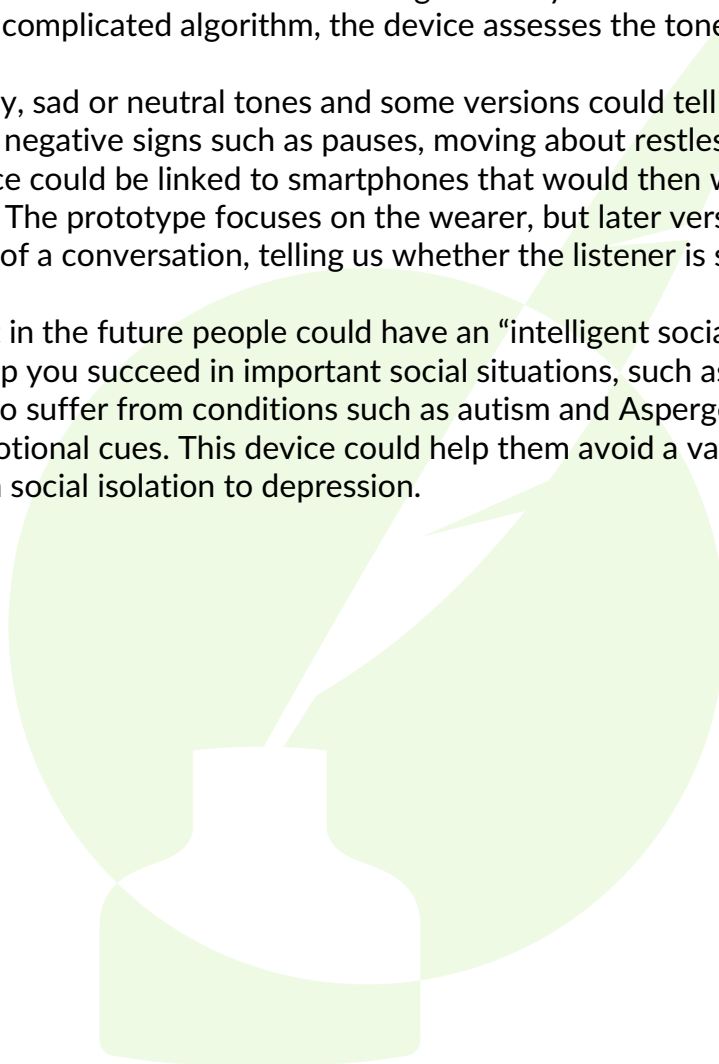 complicated algorithm, the device assesses the tone
y, sad or neutral tones and some versions could tell
negative signs such as pauses, moving about restles
ce could be linked to smartphones that would then w
The prototype focuses on the wearer, but later vers
of a conversation, telling us whether the listener is s
in the future people could have an “intelligent socia
p you succeed in important social situations, such as
o suffer from conditions such as autism and Asperge
otional cues. This device could help them avoid a va
social isolation to depression.